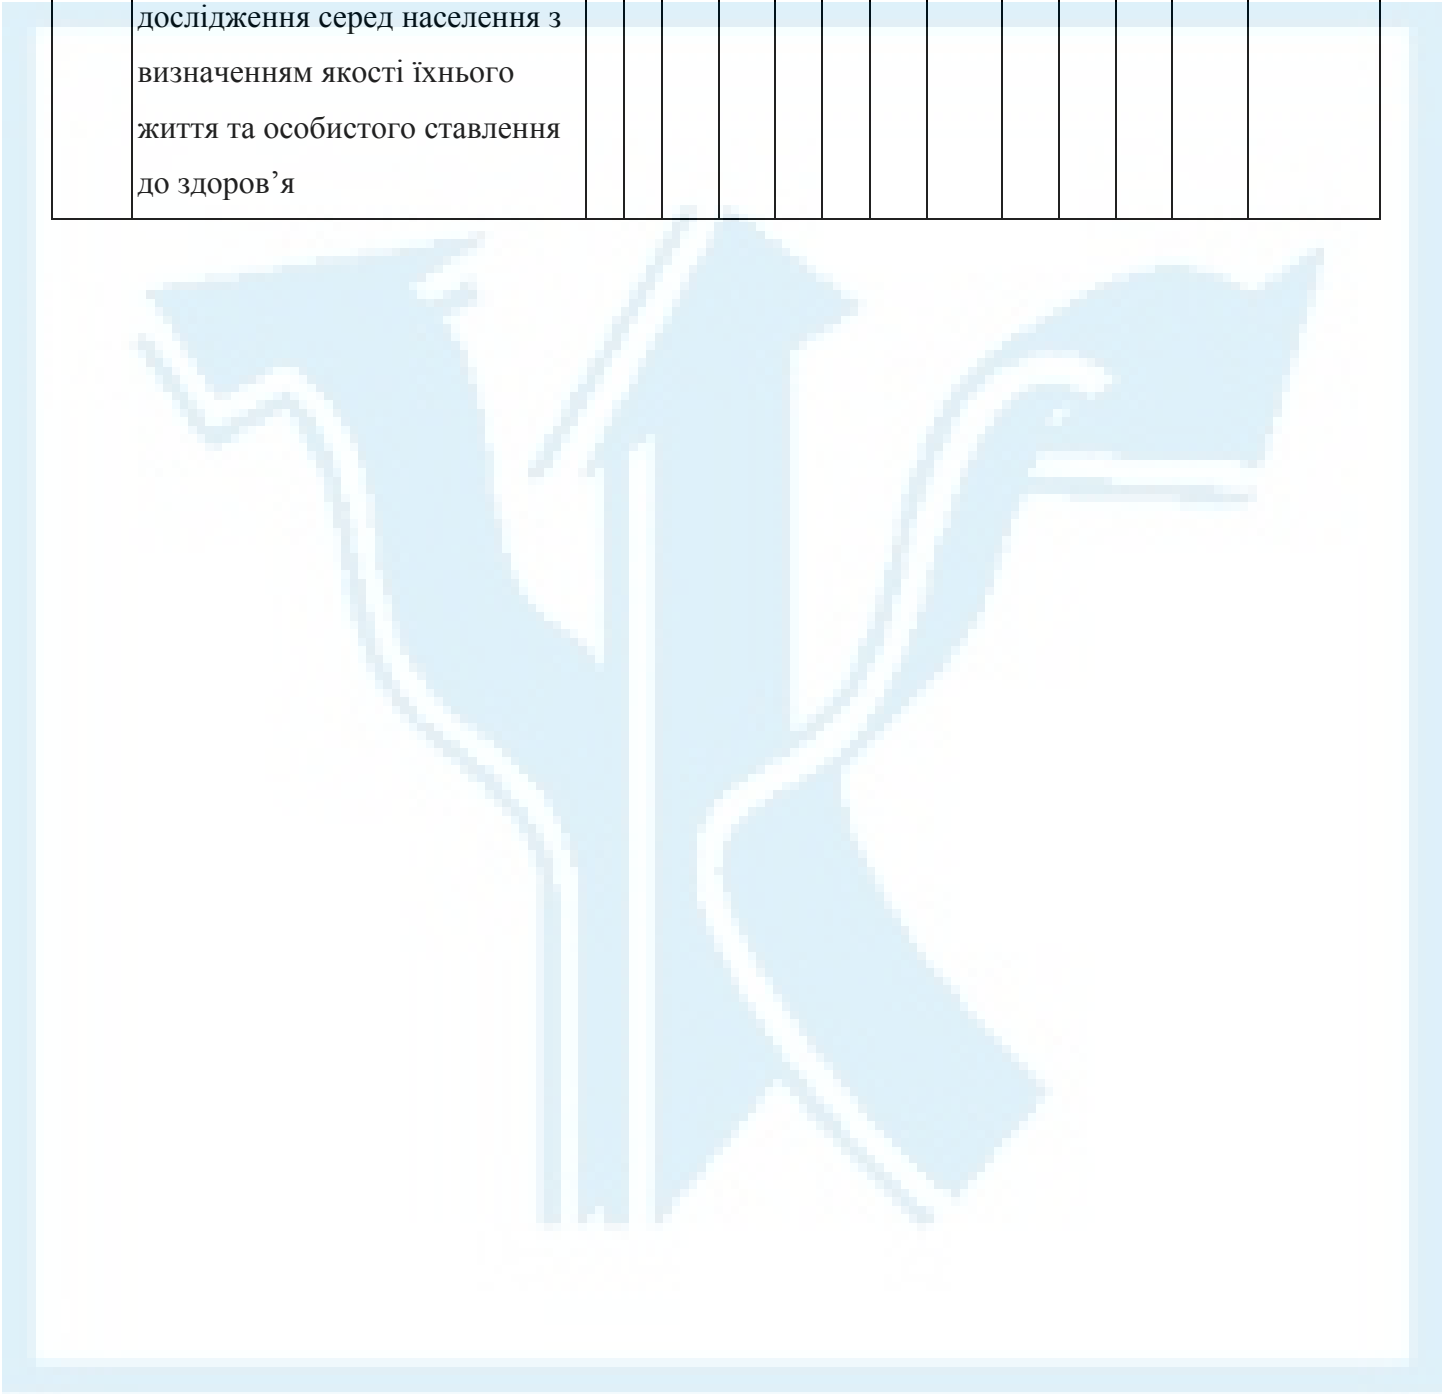 дослідження серед населення з
визначенням якості їхнього
життя та особистого ставлення
до здоров’я